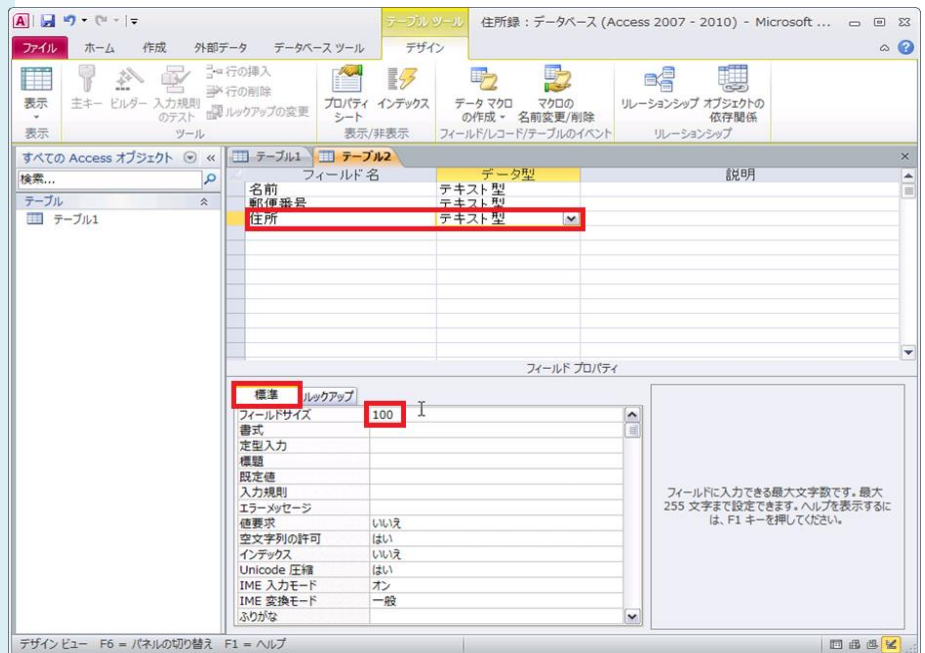 テーブル ツール 住所録 : データベース (Access 2007 - 2010) - Microsoft ...
ファイル ホーム 作成 外部データ データベース ツール デザイン
表示 主キー ビルダー 入力規則のテスト 行の挿入 行の削除 ルックアップの変更 プロパティシート インデックス データ マクロの作成 マクロの名前変更/削除 リレーションシップ オブジェクトの依存関係
表示 ツール 表示/非表示 フィールド/レコード/テーブルのイベント リレーションシップ
すべての Access オブジェクト « テーブル1 テーブル2
検索...
テーブル
テーブル1
フィールド名 データ型 説明
名前 テキスト型
郵便番号 テキスト型
住所 テキスト型
フィールド プロパティ
標準 ルックアップ
フィールドサイズ 100
書式
定型入力
標題
既定値
入力規則
エラーメッセージ
値要求 いいえ
空文字列の許可 はい
インデックス いいえ
Unicode 圧縮 はい
IME 入力モード オン
IME 変換モード 一般
ふりがな
フィールドに入力できる最大文字数です。最大
255 文字まで設定できます。ヘルプを表示するに
は、F1 キーを押してください。
デザイン ビュー F6 = パネルの切り替え F1 = ヘルプ